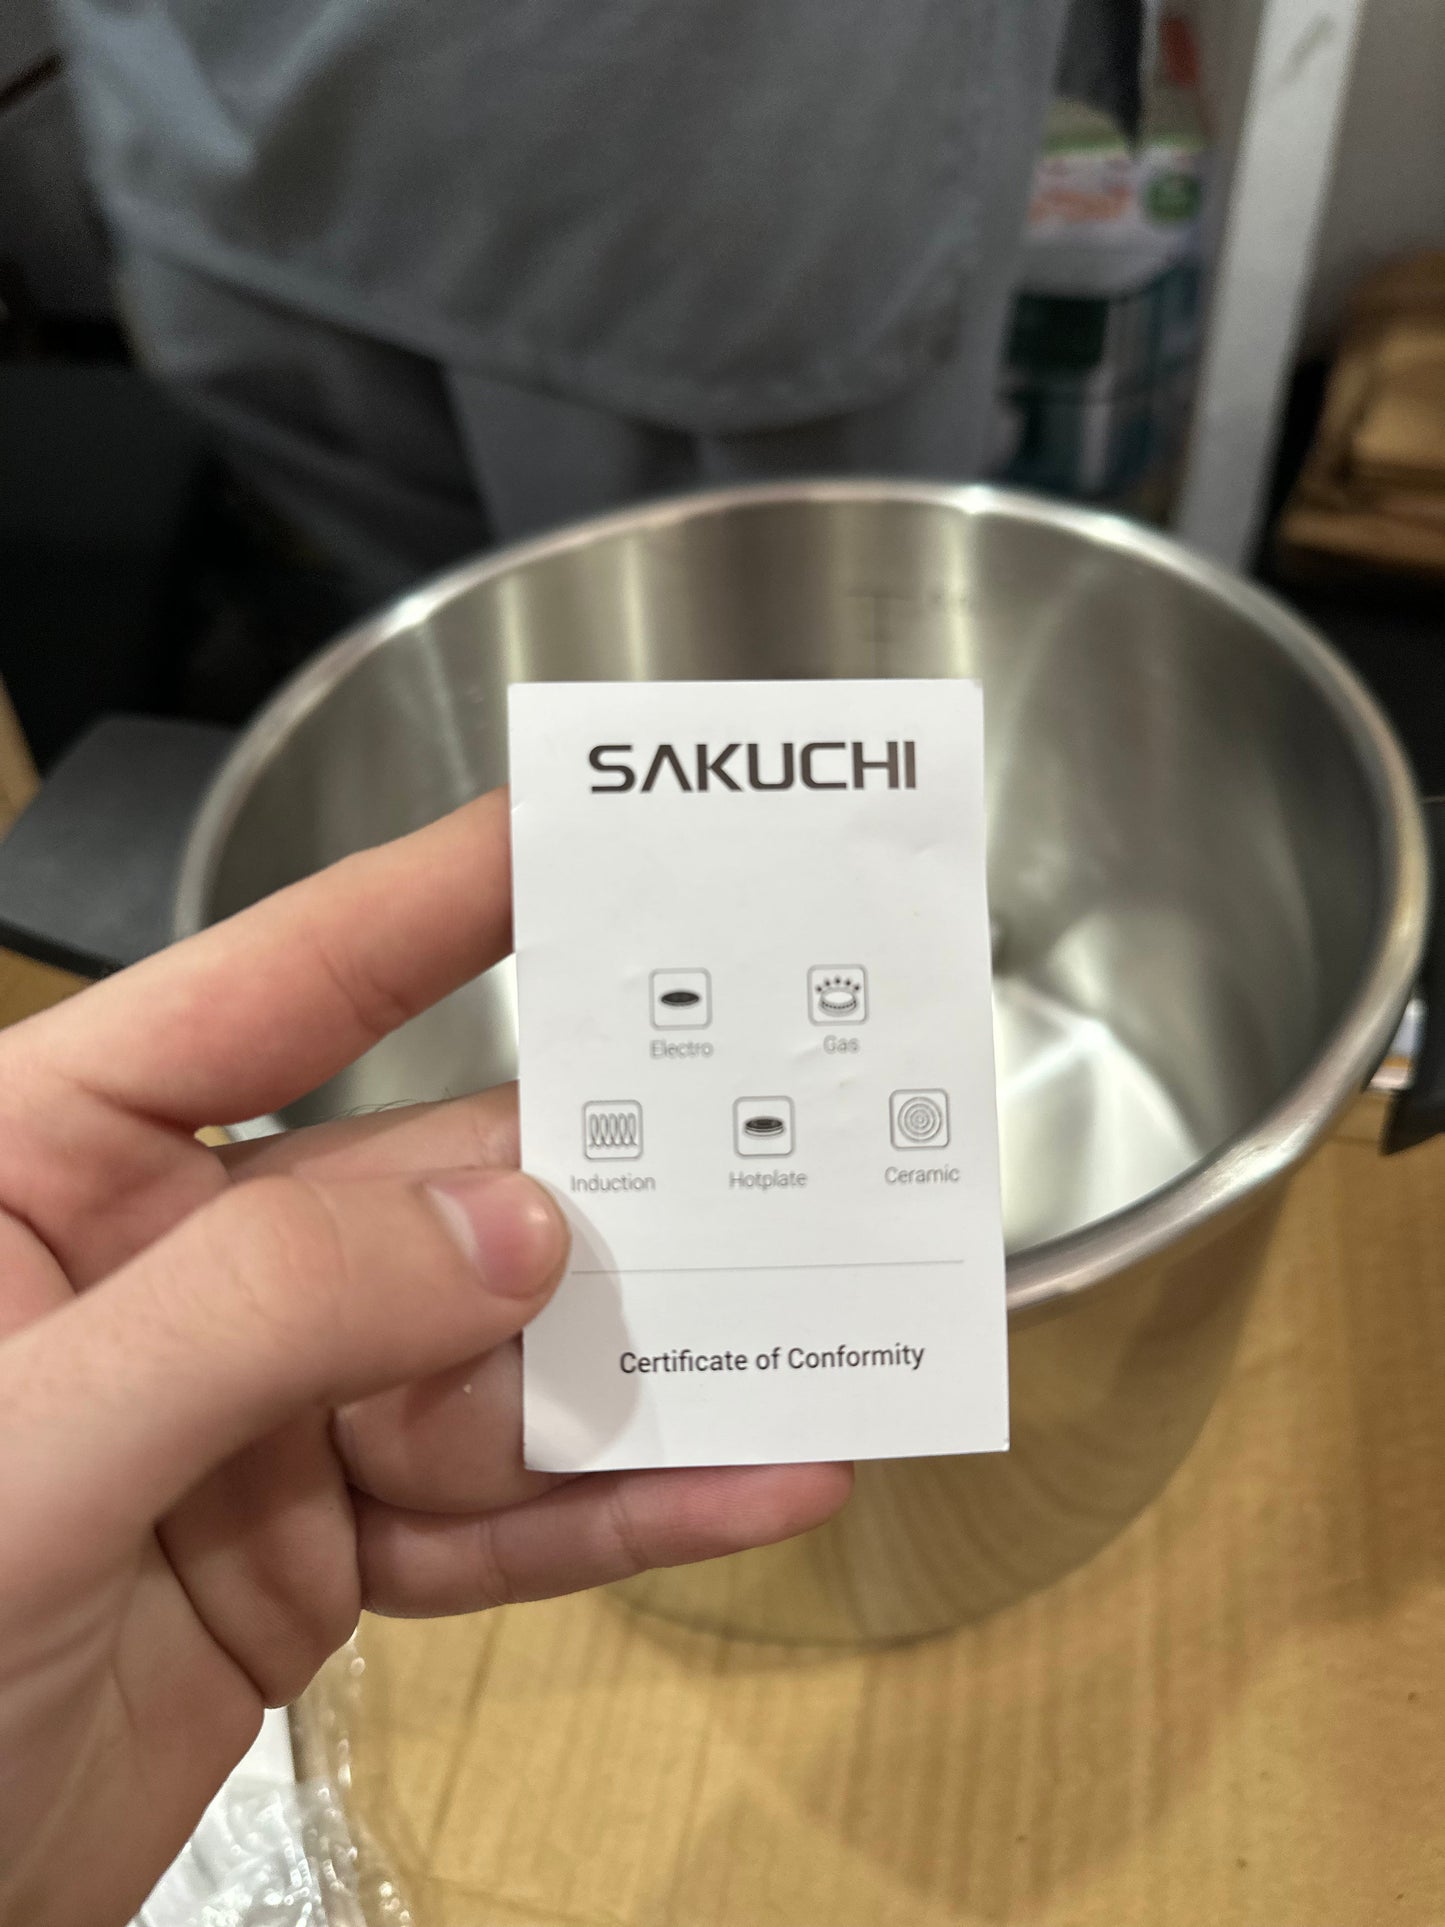 SAKUCHI
Electro
Gas
Induction
Hotplate
Ceramic
Certificate of Conformity